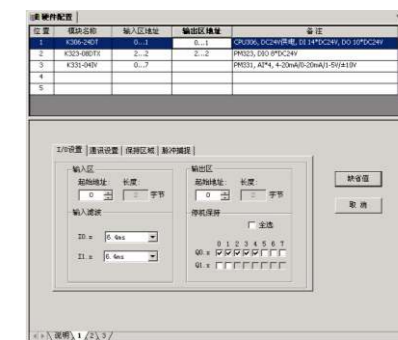 硬件配置
位置 模块名称 输入区地址 输出区地址 备注
1 K306-24DT 0...1 0...1 CPU306, DC24V供电, DI 14*DC24V, DO 10*DC24V
2 K323-08DTX 2...2 2...2 PM323, DIO 8*DC24V
3 K331-04IV 0...7 PM331, AI*4, 4-20mA/0-20mA/1-5V/±10V
4
5
I/O设置 通讯设置 保持区域 脉冲捕捉
输入区 输出区
起始地址: 长度: 起始地址: 长度: 缺省值
0 2 字节 0 2 字节
取消
输入滤波 停机保持
全选
I0.x 6.4ms
0 1 2 3 4 5 6 7
Q0.x
I1.x 6.4ms
Q1.x
说明 1 2 3